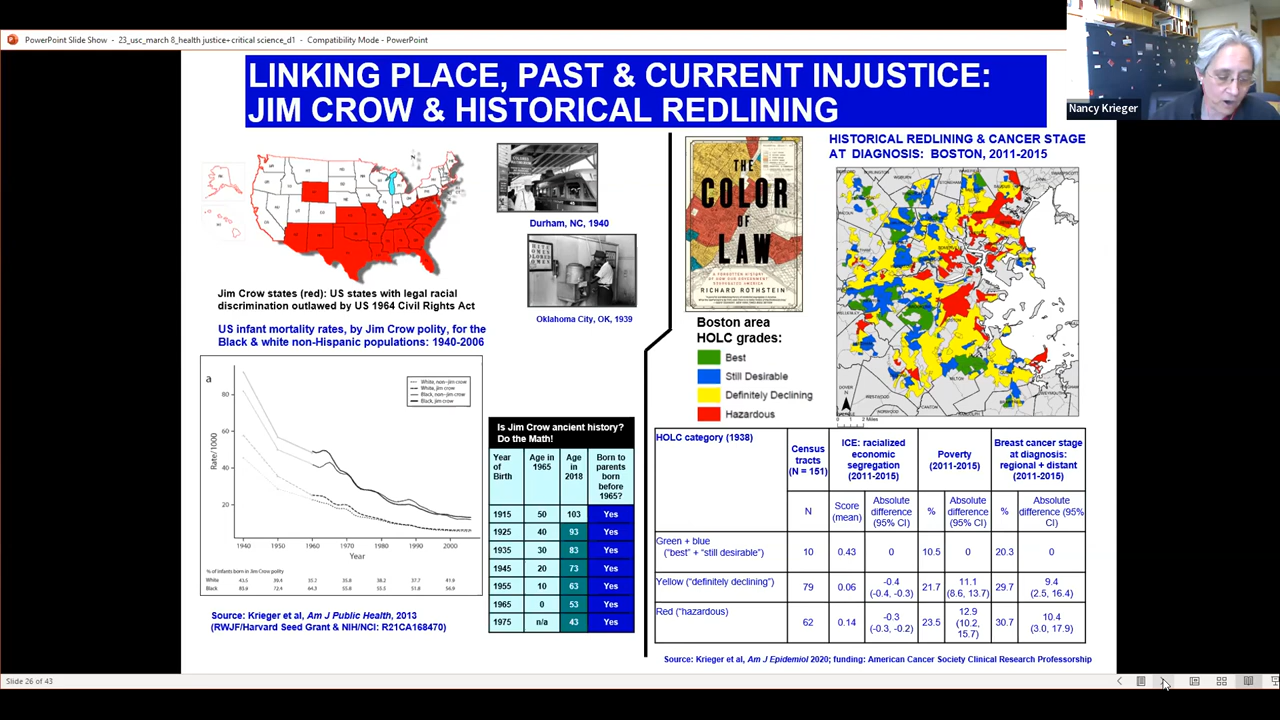 PowerPoint Slide Show - 23_usc_march 8_health justice+critical science_d1 - Compatibility Mode - PowerPoint
Nancy Krieger
LINKING PLACE, PAST & CURRENT INJUSTICE:
JIM CROW & HISTORICAL REDLINING
Durham, NC, 1940
Oklahoma City, OK, 1939
Jim Crow states (red): US states with legal racial
discrimination outlawed by US 1964 Civil Rights Act
US infant mortality rates, by Jim Crow polity, for the
Black & white non-Hispanic populations: 1940-2006
a
White, non-Jim crow
White, Jim crow
Black, non-Jim crow
Black, Jim crow
Rate/1000
80
60
40
20
1940 1950 1960 1970 1980 1990 2000
Year
% of infants born in Jim Crow polity
White 43.5 39.4 35.2 35.8 38.2 37.7 41.9
Black 72.4 64.3 55.8 55.5 51.8 56.9
Source: Krieger et al, Am J Public Health, 2013
(RWJF/Harvard Seed Grant & NIH/NCI: R21CA168470)
Is Jim Crow ancient history?
Do the Math!
Year of Birth Age in 1965 Age in 2018 Born to parents born before 1965?
1915 50 103 Yes
1925 40 93 Yes
1935 30 83 Yes
1945 20 73 Yes
1955 10 63 Yes
1965 0 53 Yes
1975 n/a 43 Yes
THE
COLOR
OF
LAW
A FORGOTTEN HISTORY
OF HOW OUR GOVERNMENT
SEGREGATED AMERICA
RICHARD ROTHSTEIN
HISTORICAL REDLINING & CANCER STAGE
AT DIAGNOSIS: BOSTON, 2011-2015
Boston area
HOLC grades:
Best
Still Desirable
Definitely Declining
Hazardous
HOLC category (1938) Census tracts (N = 151) ICE: racialized economic segregation (2011-2015) Poverty (2011-2015) Breast cancer stage at diagnosis: regional + distant (2011-2015)
N Score (mean) Absolute difference (95% CI) % Absolute difference (95% CI) % Absolute difference (95% CI)
Green + blue ("best" + "still desirable") 10 0.43 0 10.5 0 20.3 0
Yellow ("definitely declining") 79 0.06 -0.4 (-0.4, -0.3) 21.7 11.1 (8.6, 13.7) 29.7 9.4 (2.5, 16.4)
Red ("hazardous) 62 0.14 -0.3 (-0.3, -0.2) 23.5 12.9 (10.2, 15.7) 30.7 10.4 (3.0, 17.9)
Source: Krieger et al, Am J Epidemiol 2020; funding: American Cancer Society Clinical Research Professorship
Slide 26 of 43